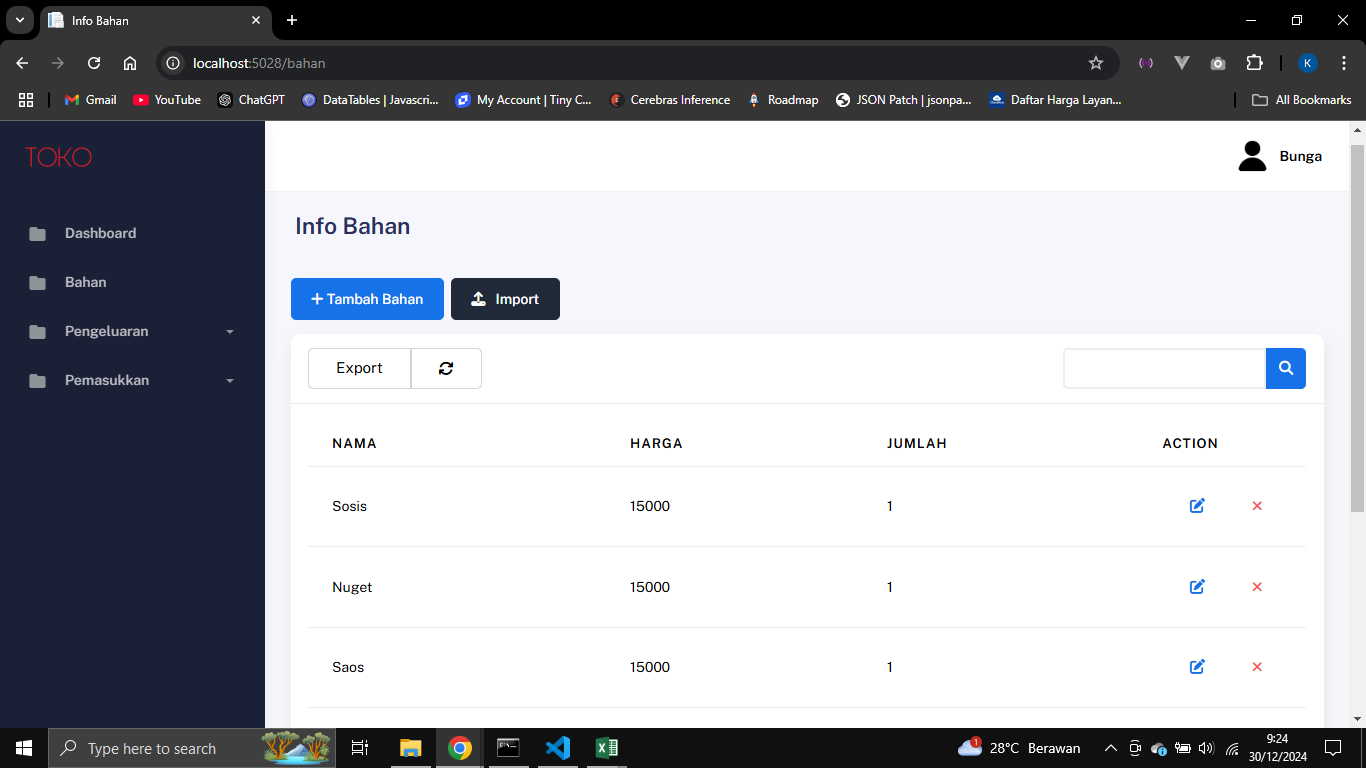 Info Bahan
localhost:5028/bahan
K
Gmail
YouTube
ChatGPT
DataTables | Javascri...
My Account | Tiny C...
Cerebras Inference
Roadmap
JSON Patch | jsonpa...
Daftar Harga Layan...
All Bookmarks
TOKO
Bunga
Dashboard
Bahan
Pengeluaran
Pemasukkan
Info Bahan
+ Tambah Bahan
Import
Export
NAMA HARGA JUMLAH ACTION
Sosis 15000 1
Nuget 15000 1
Saos 15000 1
Type here to search
1
28°C Berawan
9:24
30/12/2024